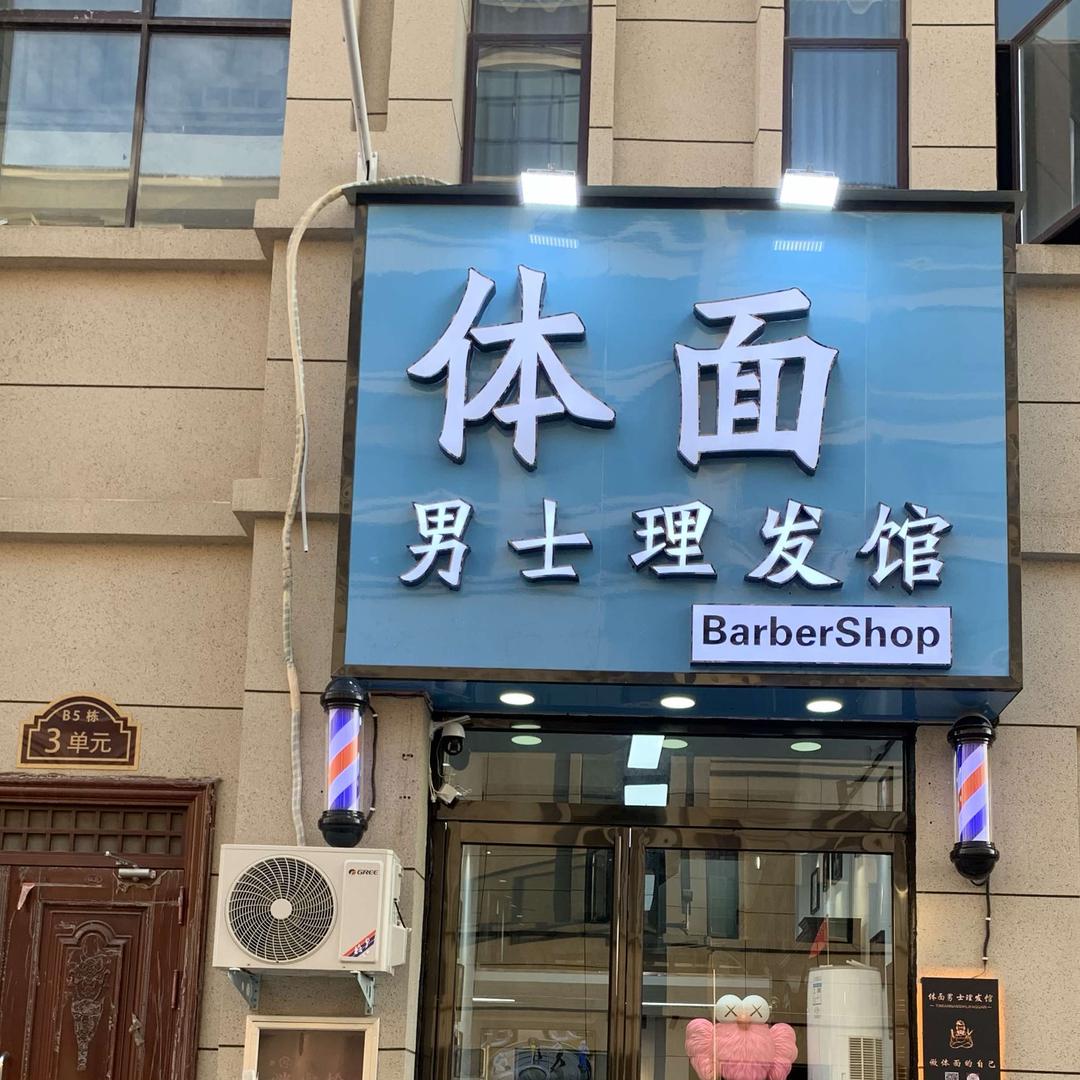 体面
男士理发馆
BarberShop
B5栋
3单元
GREE
体面男士理发馆
做体面的自己